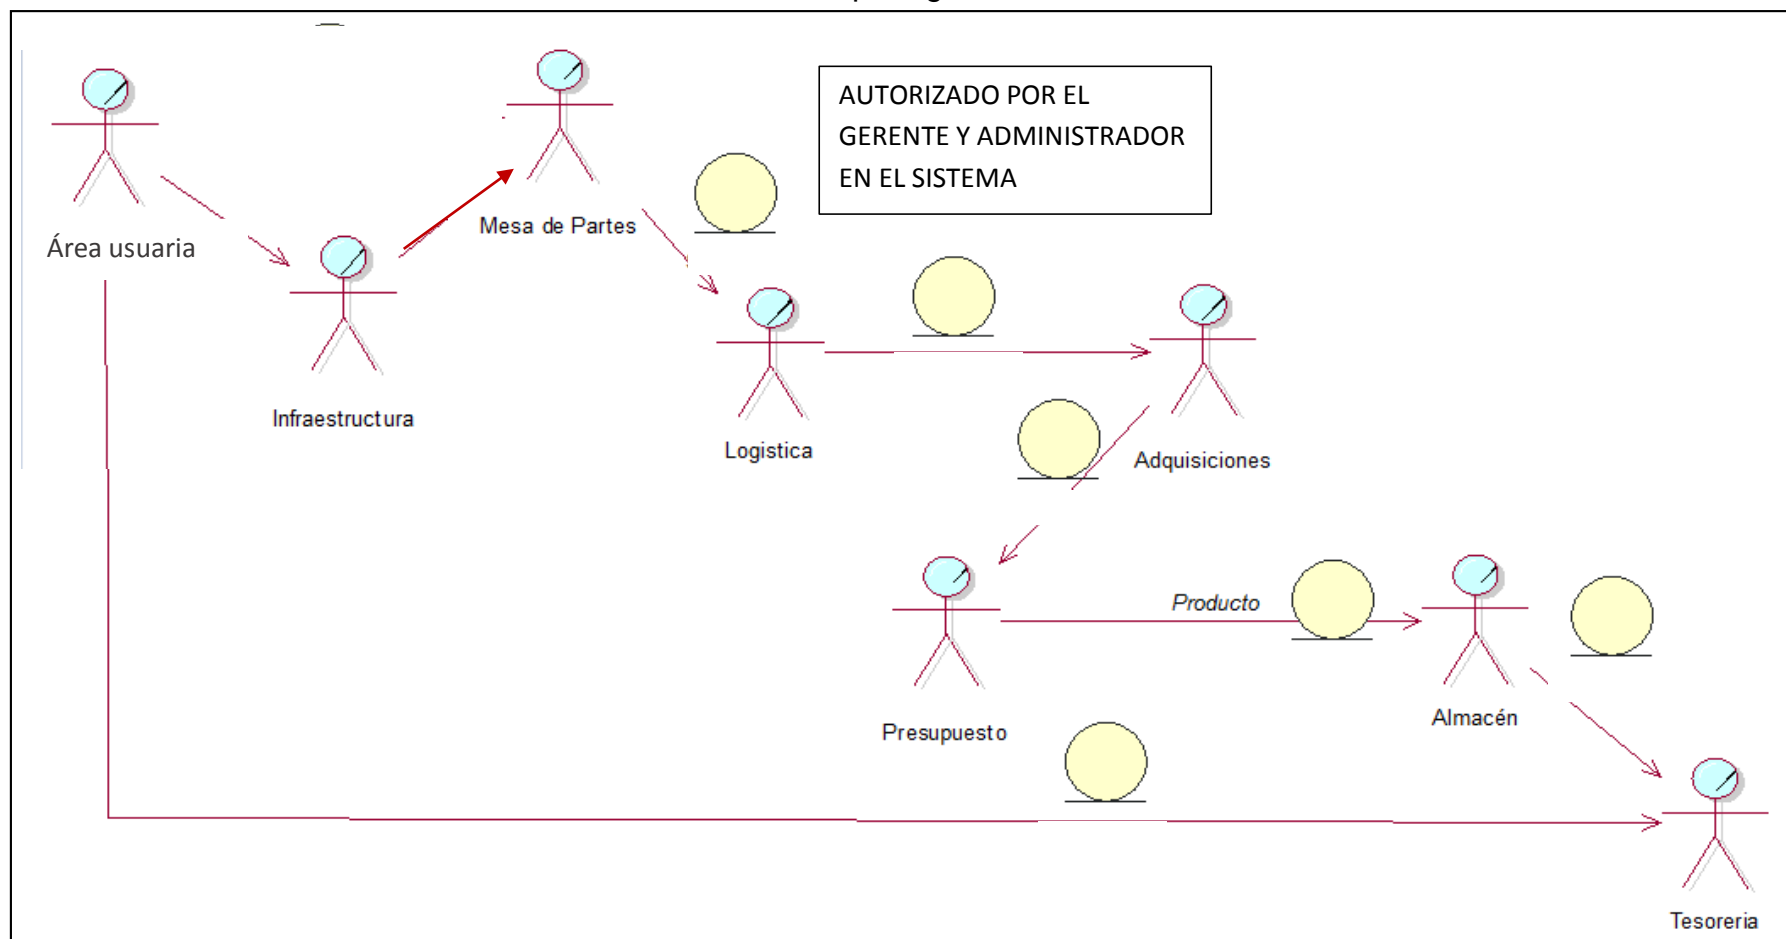 AUTORIZADO POR EL
GERENTE Y ADMINISTRADOR
EN EL SISTEMA
Mesa de Partes
Área usuaria
Infraestructura
Logistica
Adquisiciones
Producto
Presupuesto
Almacén
Tesoreria